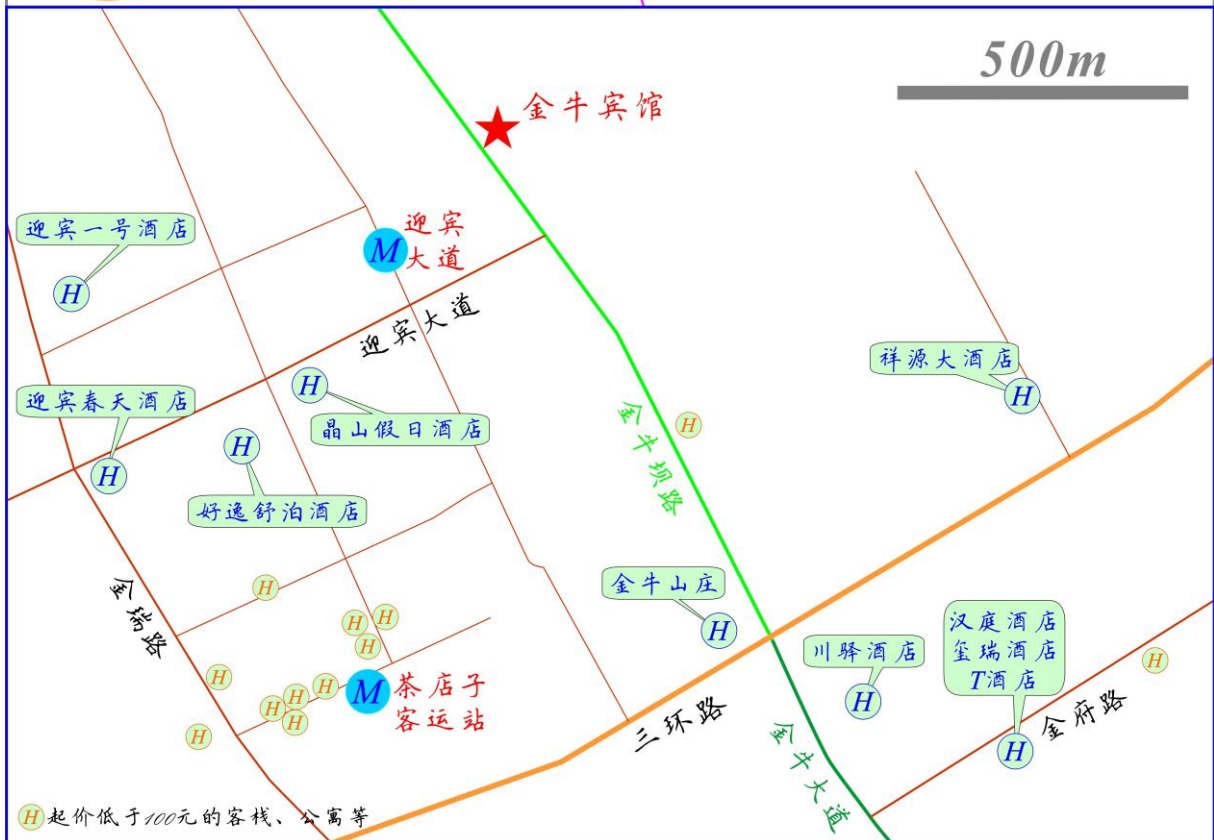 500m
金牛宾馆
迎宾
大道
M
迎宾一号酒店
H
迎宾大道
祥源大酒店
H
迎宾春天酒店
H
H
晶山假日酒店
H
好逸舒泊酒店
金牛坝路
H
金瑞路
H
H
H
H
金牛山庄
H
川驿酒店
H
汉庭酒店
玺瑞酒店
T酒店
H
H
金府路
H
H
H
H
H
H
M
茶店子
客运站
三环路
金牛大道
H 起价低于100元的客栈、公寓等